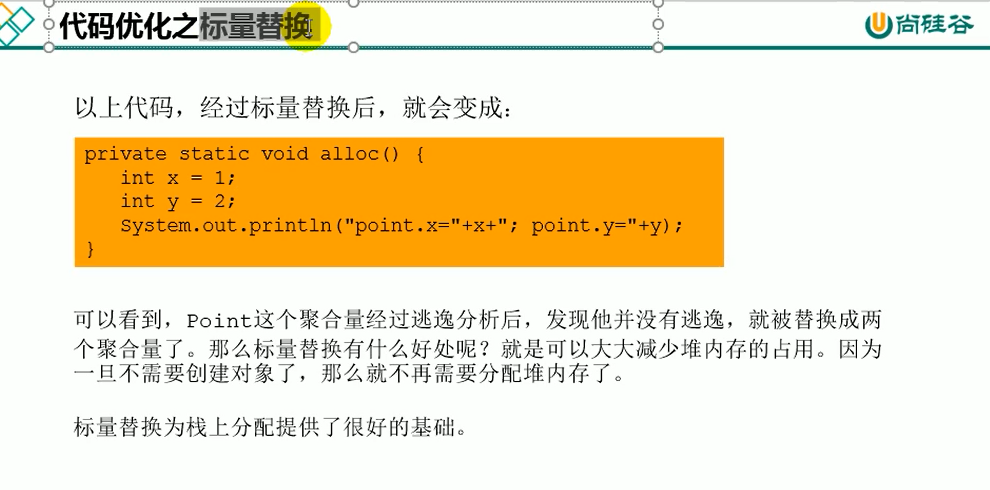 代码优化之标量替换
尚硅谷
以上代码，经过标量替换后，就会变成：
private static void alloc() {
int x = 1;
int y = 2;
System.out.println("point.x="+x+"; point.y="+y);
}
可以看到，Point这个聚合量经过逃逸分析后，发现他并没有逃逸，就被替换成两
个聚合量了。那么标量替换有什么好处呢？就是可以大大减少堆内存的占用。因为
一旦不需要创建对象了，那么就不再需要分配堆内存了。
标量替换为栈上分配提供了很好的基础。